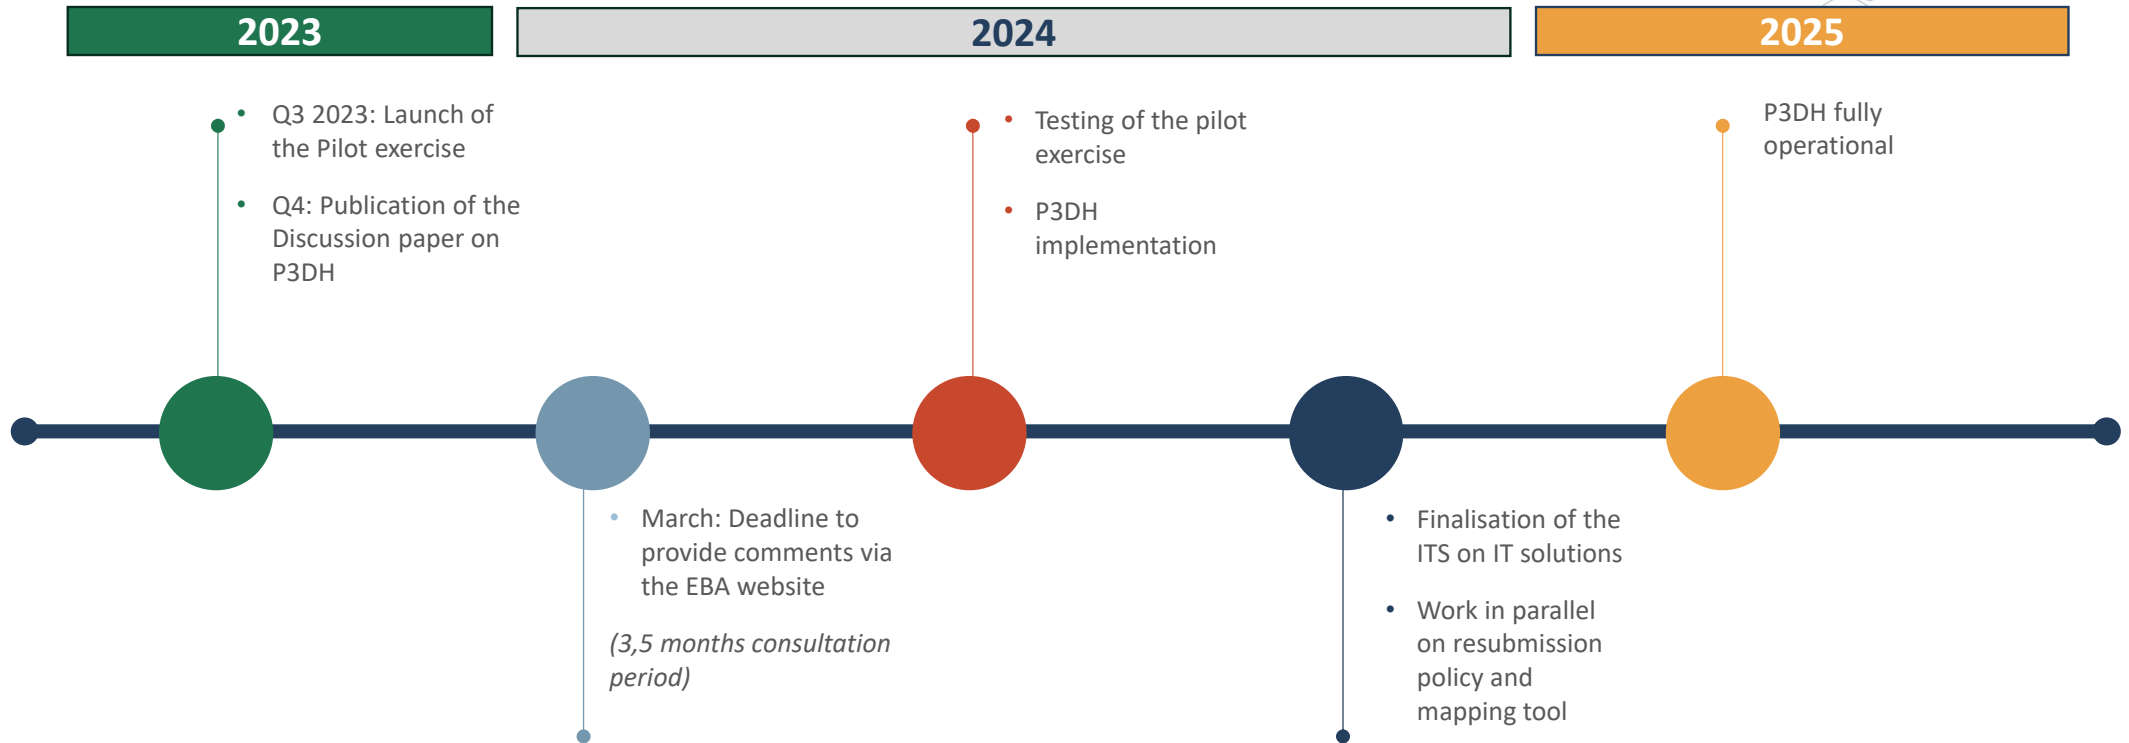 2023
2024
2025
• Q3 2023: Launch of
the Pilot exercise
• Q4: Publication of the
Discussion paper on
P3DH
• Testing of the pilot
exercise
• P3DH
implementation
P3DH fully
operational
• March: Deadline to
provide comments via
the EBA website
(3,5 months consultation
period)
• Finalisation of the
ITS on IT solutions
• Work in parallel
on resubmission
policy and
mapping tool